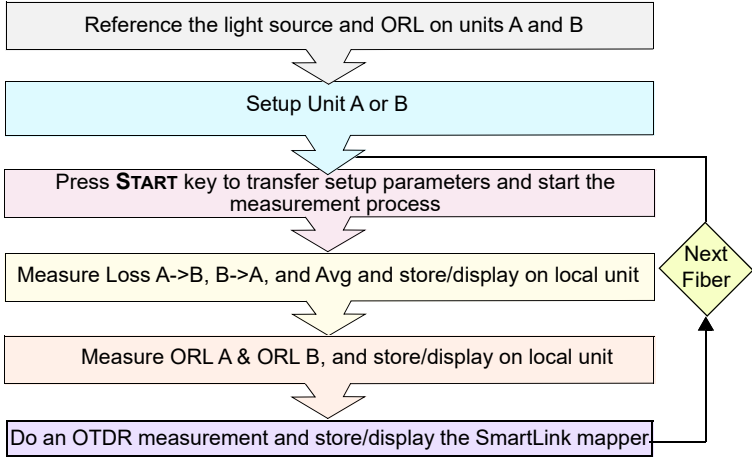 Reference the light source and ORL on units A and B
Setup Unit A or B
Press START key to transfer setup parameters and start the
measurement process
Measure Loss A->B, B->A, and Avg and store/display on local unit
Next
Fiber
Measure ORL A & ORL B, and store/display on local unit
Do an OTDR measurement and store/display the SmartLink mapper.